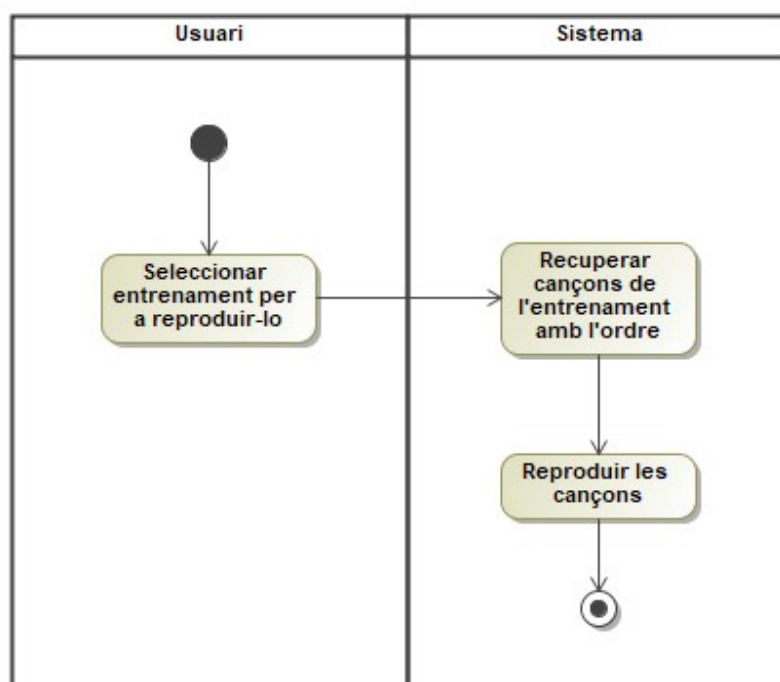 Usuari
Sistema
Seleccionar
entrenament per
a reproduir-lo
Recuperar
cançons de
l'entrenament
amb l'ordre
Reproduir les
cançons